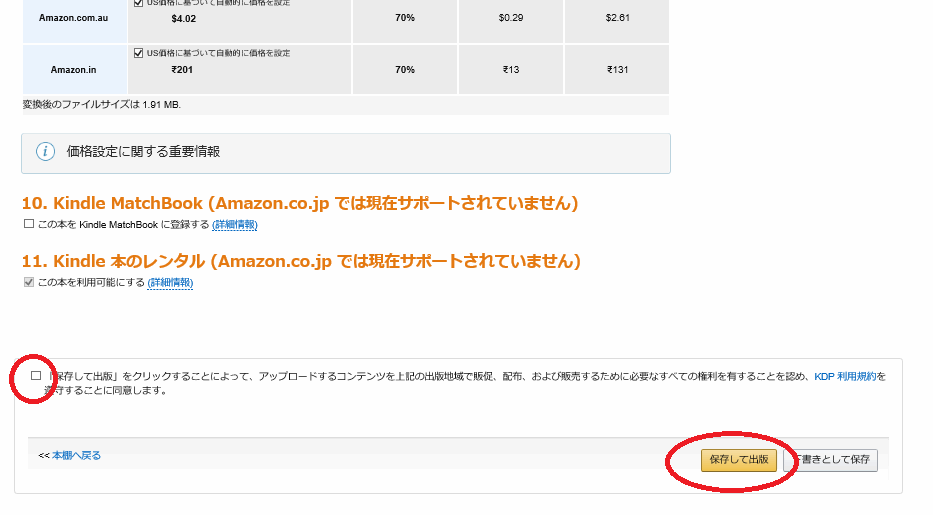 US価格に基づいて自動的に価格を設定
Amazon.com.au $4.02 70% $0.29 $2.61
US価格に基づいて自動的に価格を設定
Amazon.in ₹201 70% ₹13 ₹131
変換後のファイルサイズは 1.91 MB.
価格設定に関する重要情報
10. Kindle MatchBook (Amazon.co.jp では現在サポートされていません)
この本を Kindle MatchBook に登録する (詳細情報)
11. Kindle 本のレンタル (Amazon.co.jp では現在サポートされていません)
この本を利用可能にする (詳細情報)
「保存して出版」をクリックすることによって、アップロードするコンテンツを上記の出版地域で販促、配布、および販売するために必要なすべての権利を有することを認め、KDP 利用規約を
遵守することに同意します。
<< 本棚へ戻る 保存して出版 書きとして保存